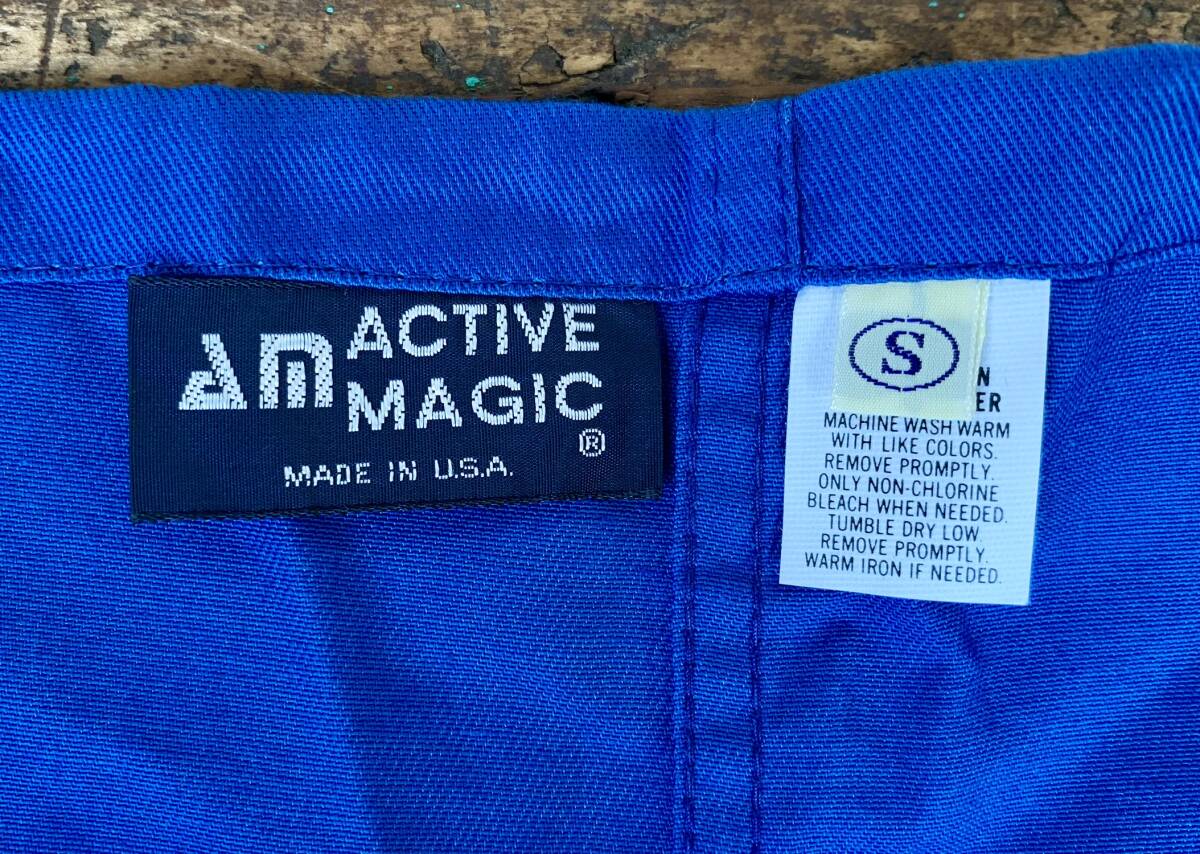 AM
ACTIVE
MAGIC
®
MADE IN U.S.A.
S
N
ER
MACHINE WASH WARM
WITH LIKE COLORS.
REMOVE PROMPTLY.
ONLY NON-CHLORINE
BLEACH WHEN NEEDED.
TUMBLE DRY LOW.
REMOVE PROMPTLY.
WARM IRON IF NEEDED.